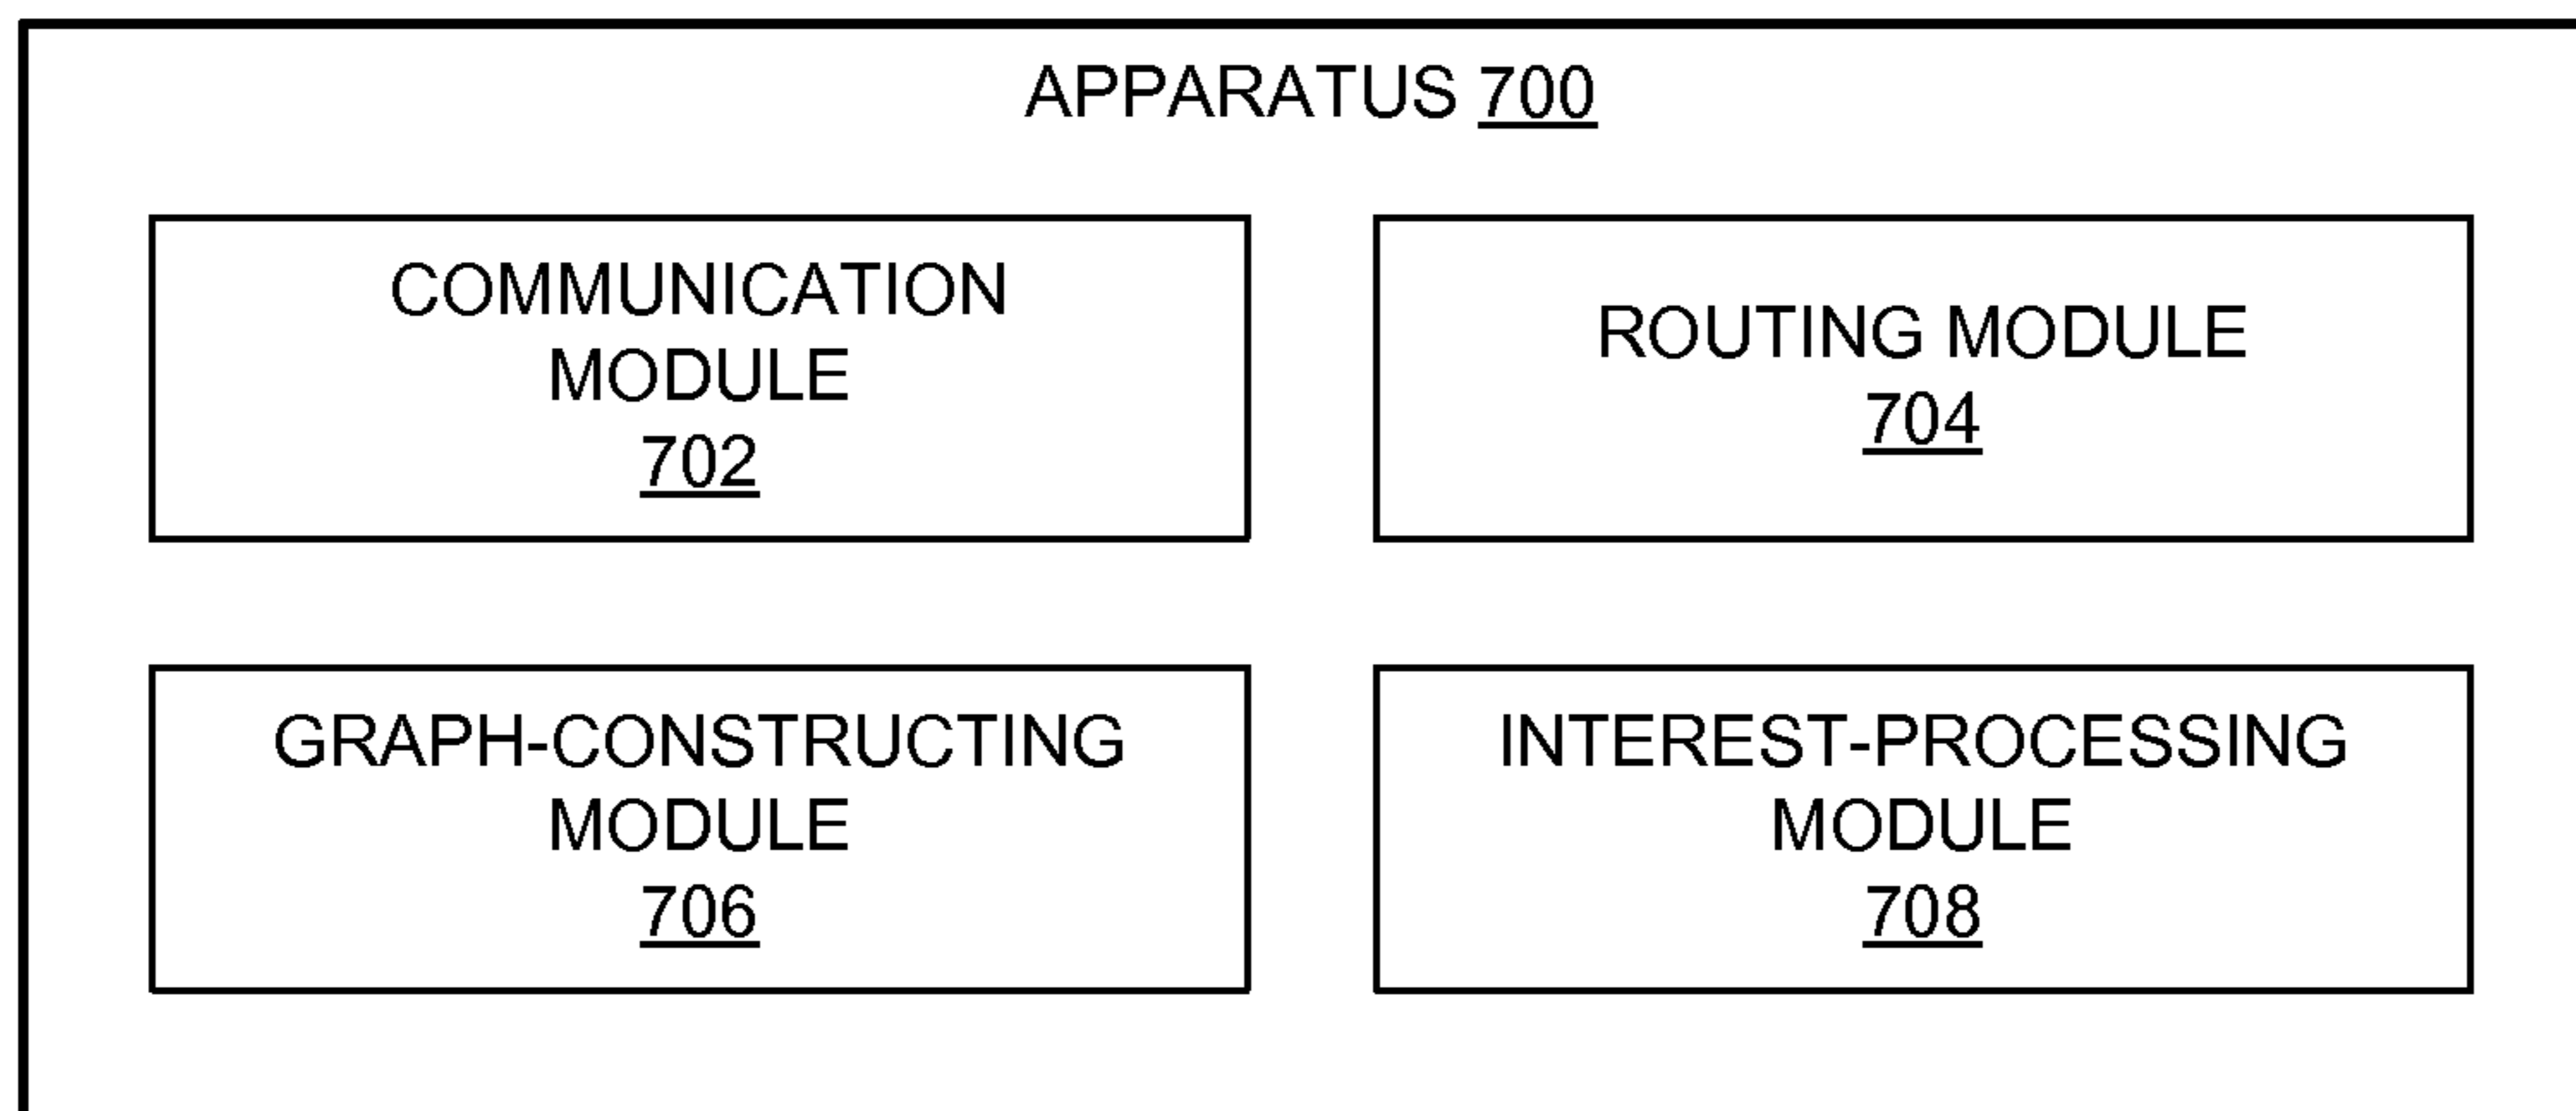 APPARATUS 700
COMMUNICATION
MODULE
702
ROUTING MODULE
704
GRAPH-CONSTRUCTING
MODULE
706
INTEREST-PROCESSING
MODULE
708